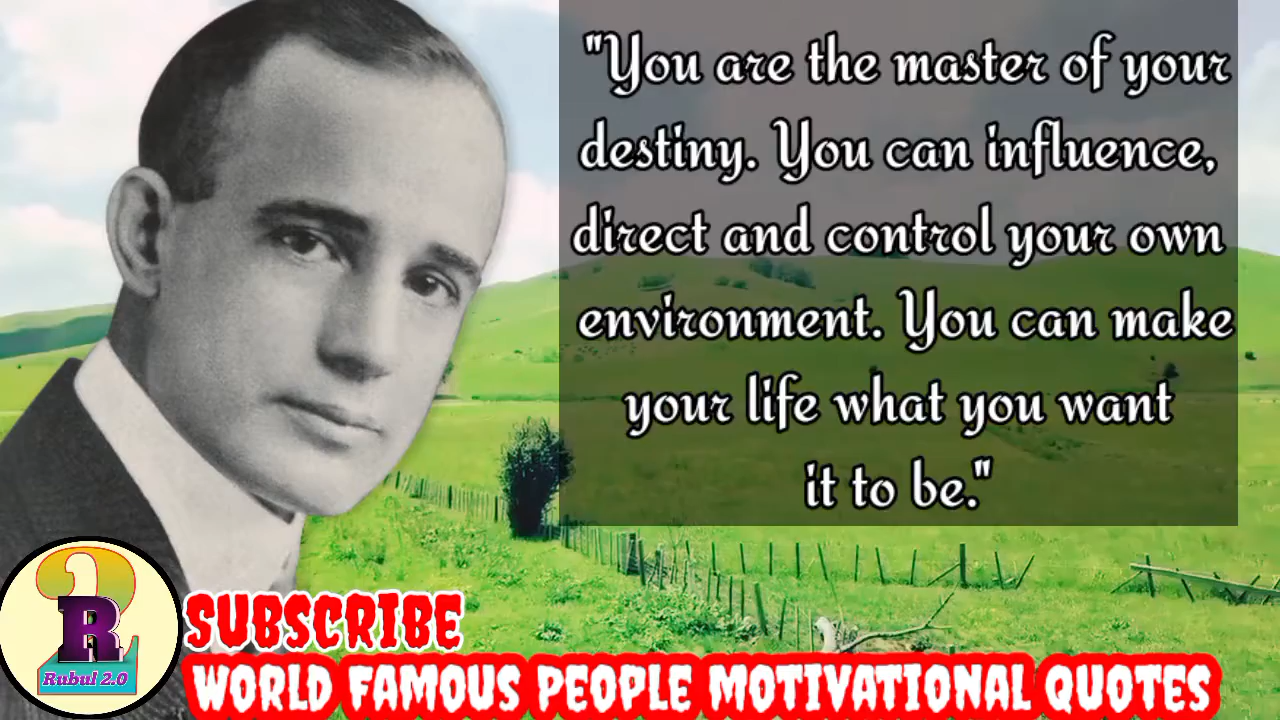 "You are the master of your
destiny. You can influence,
direct and control your own
environment. You can make
your life what you want
it to be."
2
R
Rubul 2.0
SUBSCRIBE
WORLD FAMOUS PEOPLE MOTIVATIONAL QUOTES